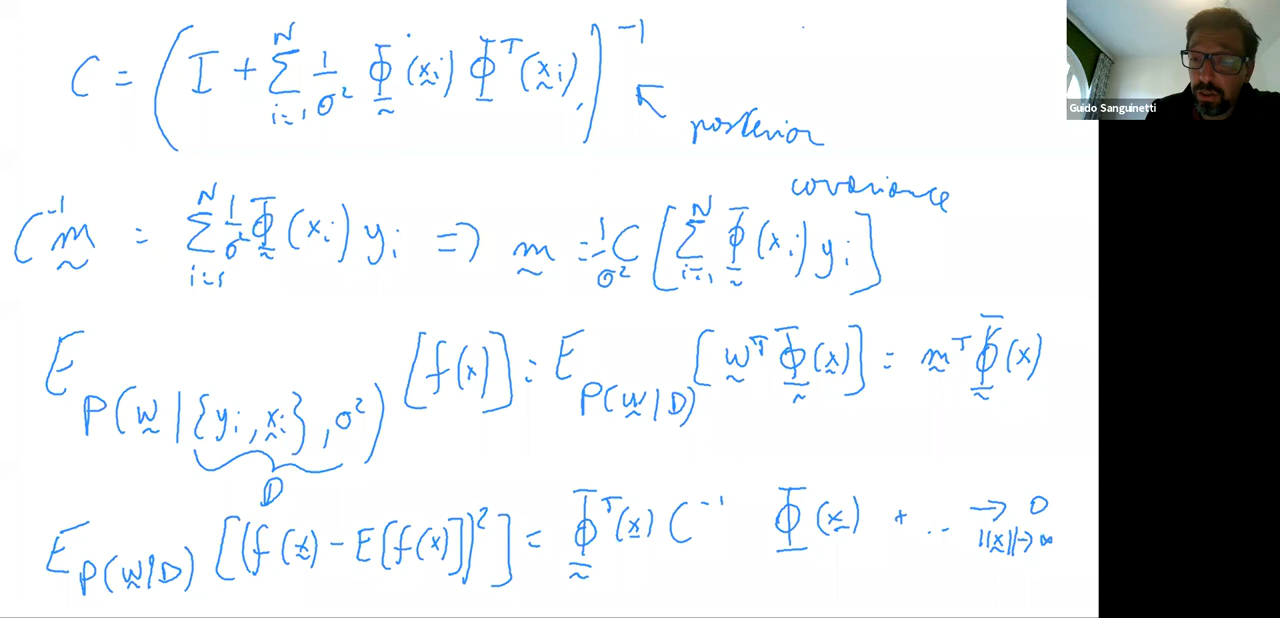 C = ( I + Σ_{i=1}^{N} 1/σ² Φ(x_i) Φ^T(x_i) )^{-1}
posterior
covariance
Guido Sanguinetti
C^{-1} m = Σ_{i=1}^{N} 1/σ² Φ(x_i) y_i => m = 1/σ² C [ Σ_{i=1}^{N} Φ(x_i) y_i ]
E_{P(w|{y_i, x_i}, σ²)} [f(x)] = E_{P(w|D)} [w^T Φ(x)] = m^T Φ(x)
D
E_{P(w|D)} [(f(x) - E[f(x)])²] = Φ^T(x) C^{-1} Φ(x) + .. → 0
||x||→∞